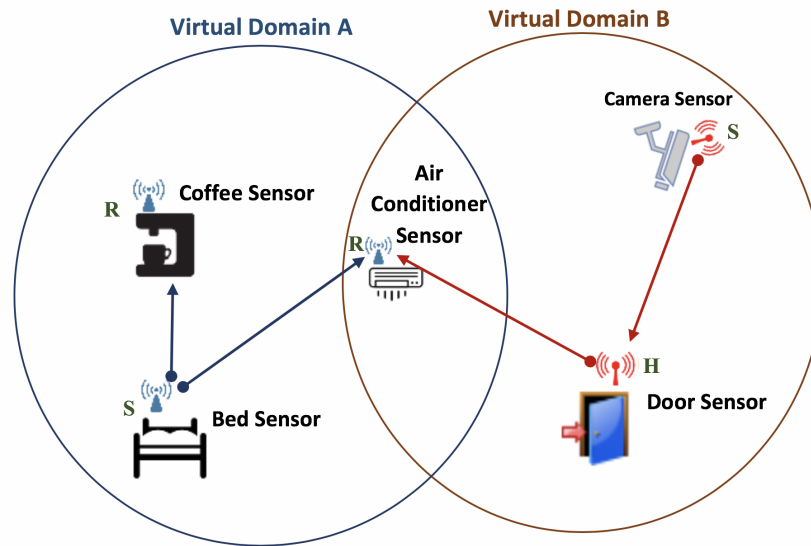 Virtual Domain A
Virtual Domain B
Camera Sensor
S
Air
Conditioner
Sensor
R
Coffee Sensor
R
H
Door Sensor
S
Bed Sensor